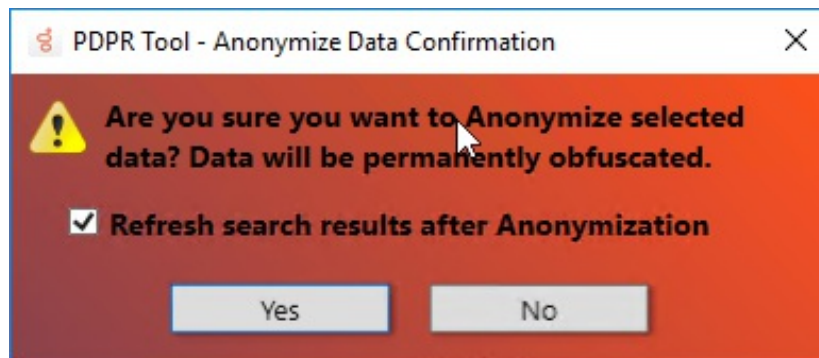 PDPR Tool - Anonymize Data Confirmation
Are you sure you want to Anonymize selected
data? Data will be permanently obfuscated.
Refresh search results after Anonymization
Yes
No